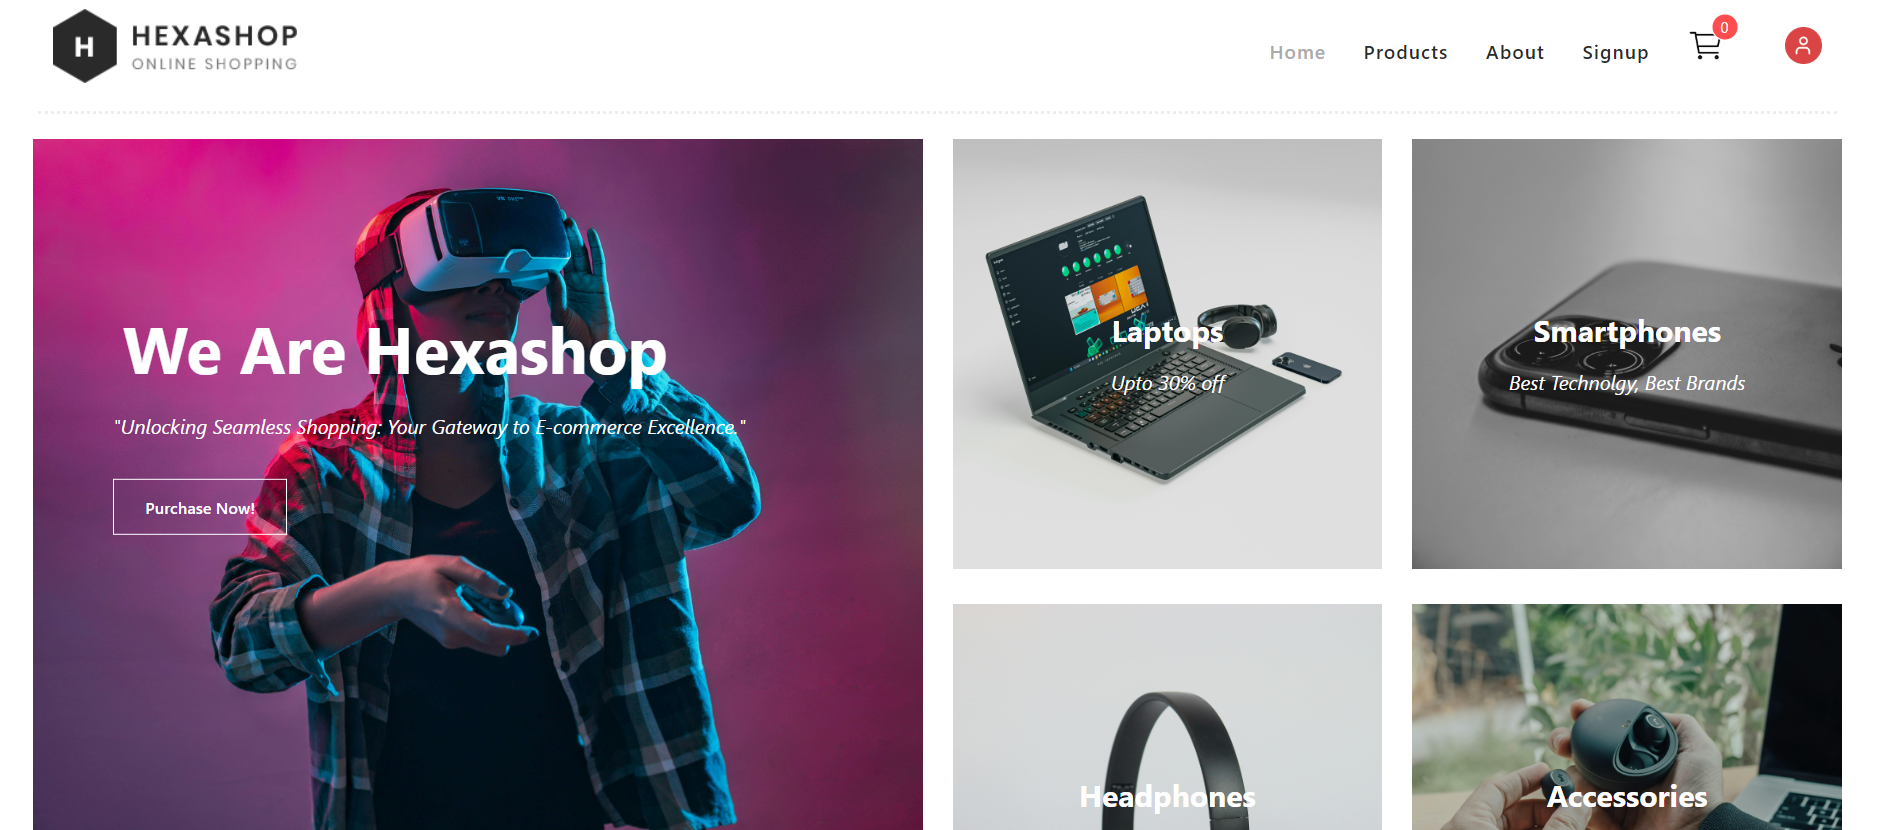 H
HEXASHOP
ONLINE SHOPPING
Home
Products
About
Signup
0
We Are Hexashop
"Unlocking Seamless Shopping: Your Gateway to E-commerce Excellence."
Purchase Now!
Laptops
Upto 30% off
Smartphones
Best Technolgy, Best Brands
Headphones
Accessories